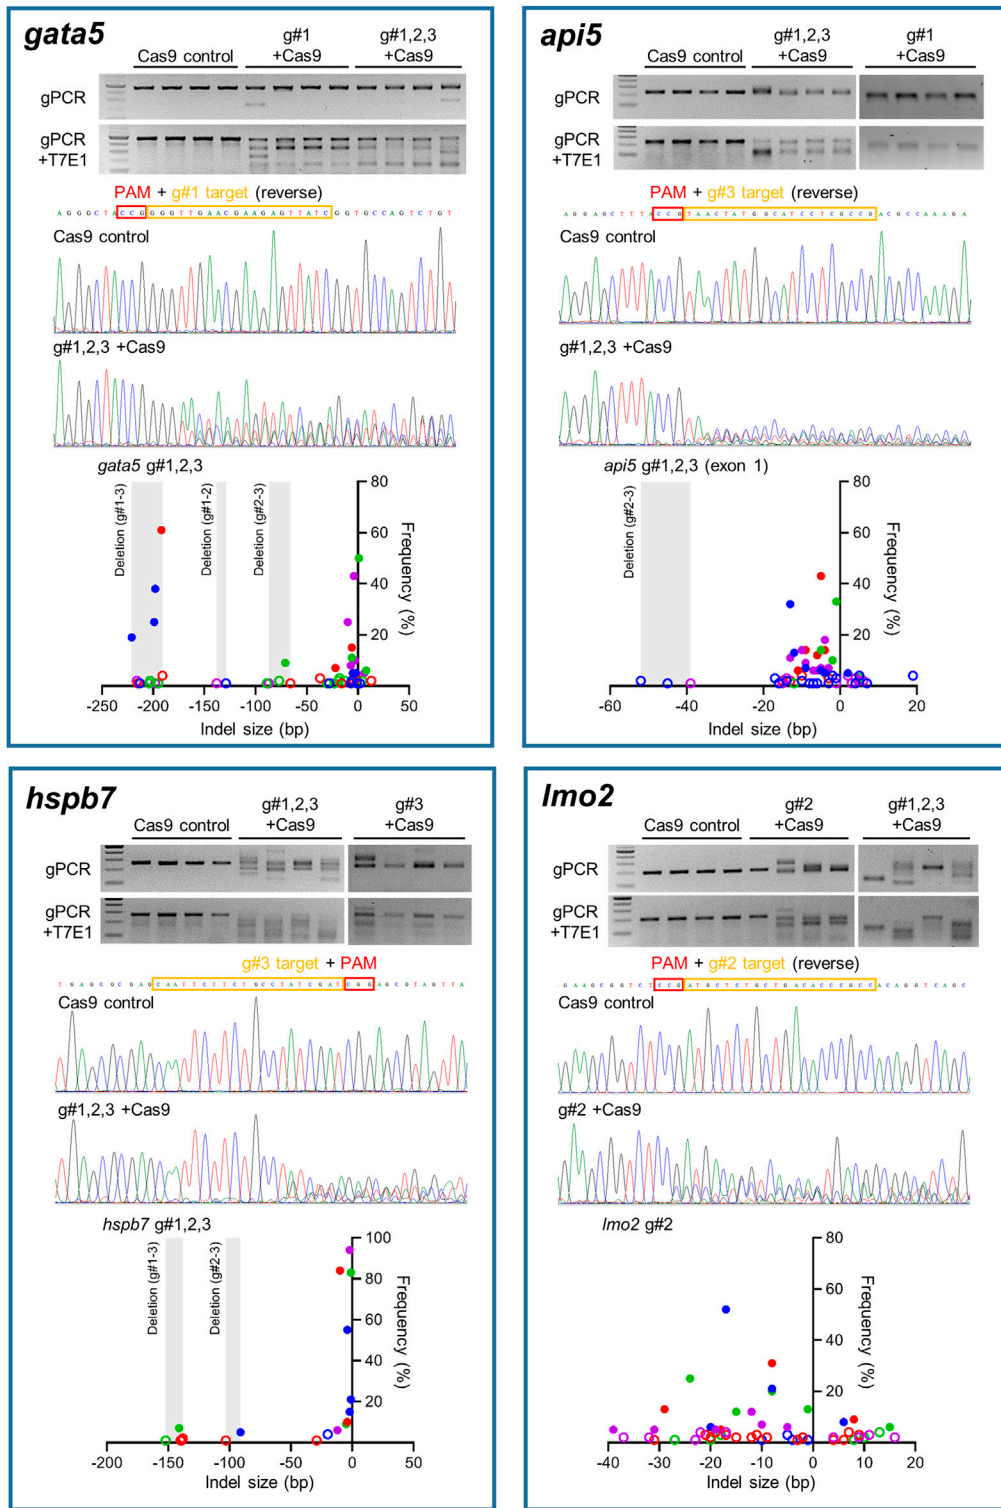 gata5
Cas9 control
g#1
+Cas9
g#1,2,3
+Cas9
gPCR
gPCR
+T7E1
PAM + g#1 target (reverse)
AGGGCTACCGGGGTTGAACGAAGAGTTATCGGTGCCAGTCTGT
Cas9 control
g#1,2,3 +Cas9
gata5 g#1,2,3
Deletion (g#1-3)
Deletion (g#1-2)
Deletion (g#2-3)
80
60
40
20
Frequency (%)
-250 -200 -150 -100 -50 0 50
Indel size (bp)
api5
Cas9 control
g#1,2,3
+Cas9
g#1
+Cas9
gPCR
gPCR
+T7E1
PAM + g#3 target (reverse)
AGGAGCTTTACCGTAACTATGGCATCCTCGCCGACGCCAAAGA
Cas9 control
g#1,2,3 +Cas9
api5 g#1,2,3 (exon 1)
Deletion (g#2-3)
80
60
40
20
Frequency (%)
-60 -40 -20 0 20
Indel size (bp)
hspb7
Cas9 control
g#1,2,3
+Cas9
g#3
+Cas9
gPCR
gPCR
+T7E1
g#3 target + PAM
TGAGCGCGAGCAATTCTTCTGCCTATCGATCGGAGCGTAGTTA
Cas9 control
g#1,2,3 +Cas9
hspb7 g#1,2,3
Deletion (g#1-3)
Deletion (g#2-3)
100
80
60
40
20
Frequency (%)
-200 -150 -100 -50 0
Indel size (bp)
lmo2
Cas9 control
g#2
+Cas9
g#1,2,3
+Cas9
gPCR
gPCR
+T7E1
PAM + g#2 target (reverse)
GAAGCGGTCTCCGATGCTCTGCTGACACCCGCCACAGGTCAGC
Cas9 control
g#2 +Cas9
lmo2 g#2
80
60
40
20
Frequency (%)
-40 -30 -20 -10 0 10 20
Indel size (bp)